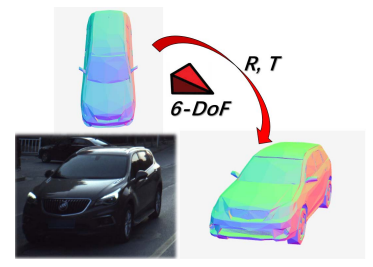 R, T
6-DoF